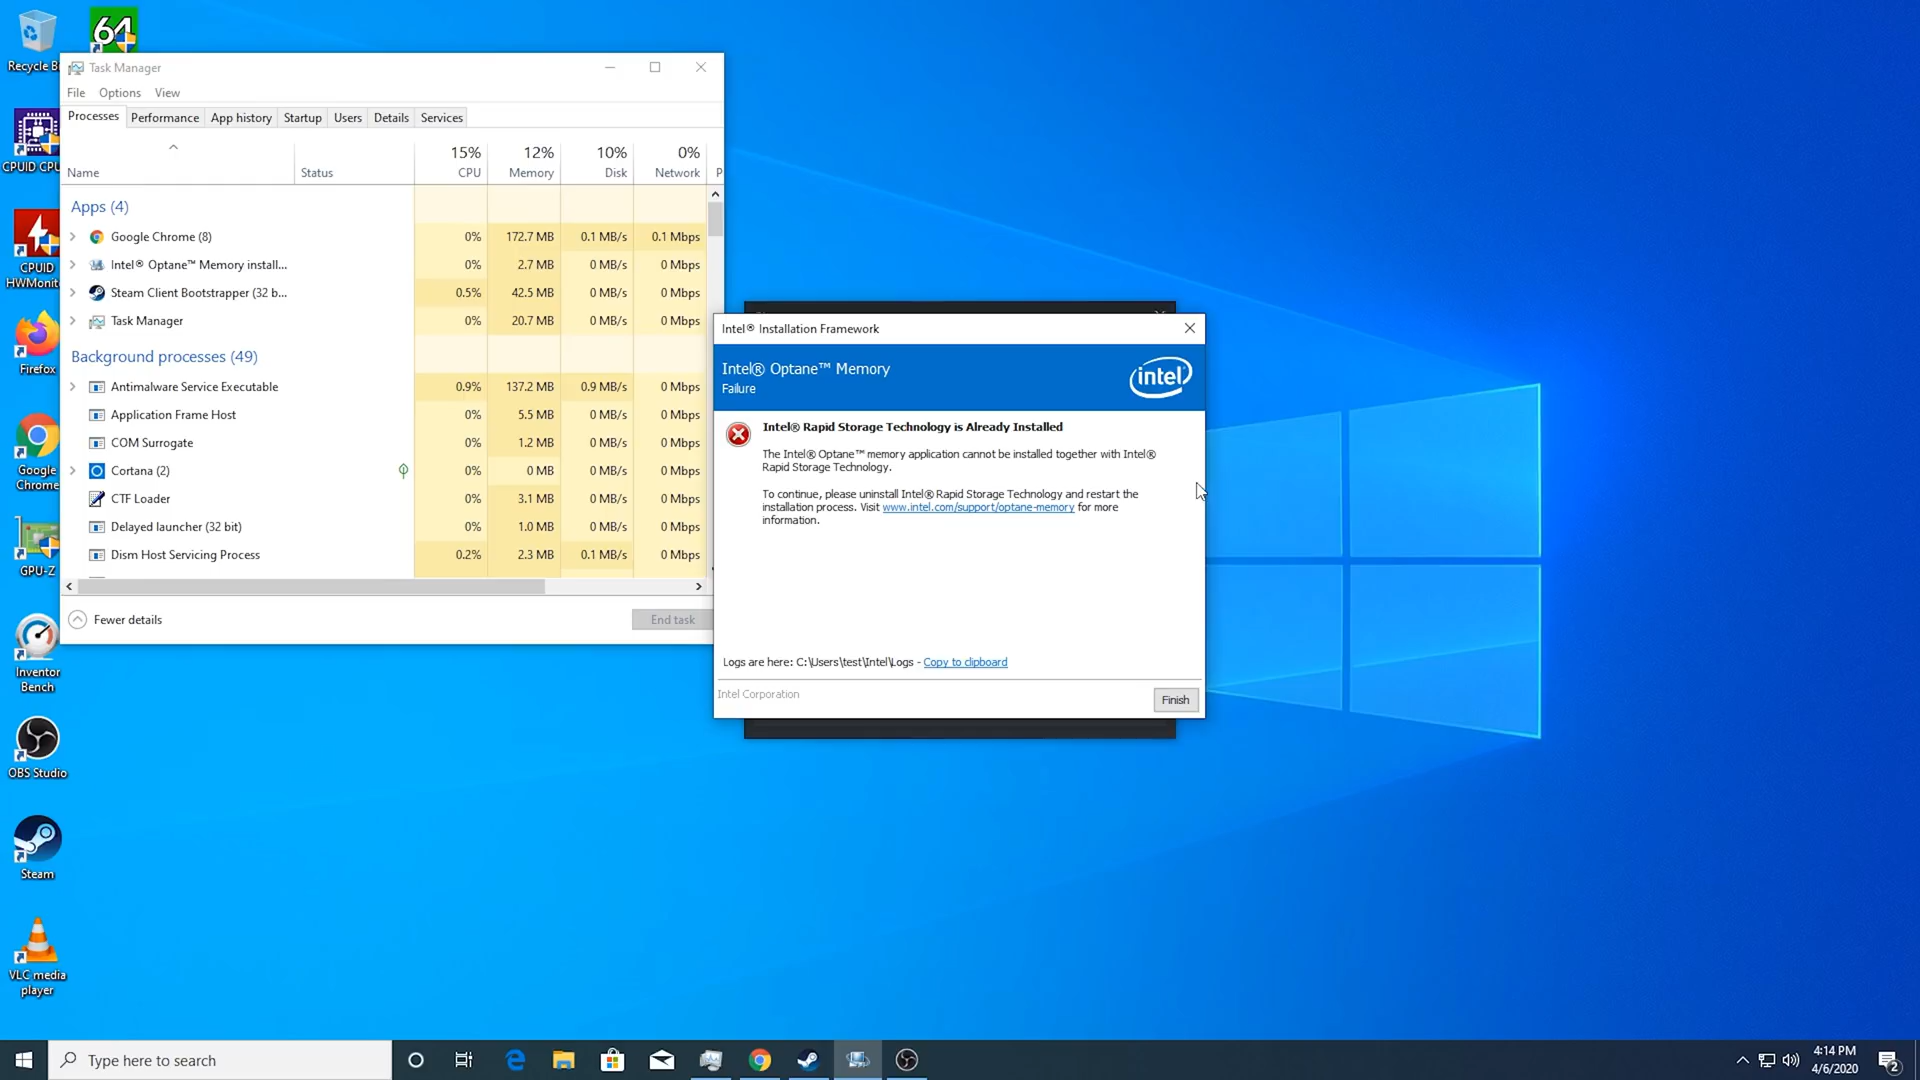 Recycle Bi
64
CPUID CPU
CPUID
HWMonito
Firefox
Google
Chrome
GPU-Z
Inventor
Bench
OBS Studio
Steam
VLC media
player
Task Manager
File Options View
Processes Performance App history Startup Users Details Services
15% 12% 10% 0%
Name Status CPU Memory Disk Network P
Apps (4)
Google Chrome (8) 0% 172.7 MB 0.1 MB/s 0.1 Mbps
Intel® Optane™ Memory install... 0% 2.7 MB 0 MB/s 0 Mbps
Steam Client Bootstrapper (32 b... 0.5% 42.5 MB 0 MB/s 0 Mbps
Task Manager 0% 20.7 MB 0 MB/s 0 Mbps
Background processes (49)
Antimalware Service Executable 0.9% 137.2 MB 0.9 MB/s 0 Mbps
Application Frame Host 0% 5.5 MB 0 MB/s 0 Mbps
COM Surrogate 0% 1.2 MB 0 MB/s 0 Mbps
Cortana (2) 0% 0 MB 0 MB/s 0 Mbps
CTF Loader 0% 3.1 MB 0 MB/s 0 Mbps
Delayed launcher (32 bit) 0% 1.0 MB 0 MB/s 0 Mbps
Dism Host Servicing Process 0.2% 2.3 MB 0.1 MB/s 0 Mbps
Fewer details End task
Intel® Installation Framework
Intel® Optane™ Memory
Failure
intel
Intel® Rapid Storage Technology is Already Installed
The Intel® Optane™ memory application cannot be installed together with Intel®
Rapid Storage Technology.
To continue, please uninstall Intel® Rapid Storage Technology and restart the
installation process. Visit www.intel.com/support/optane-memory for more
information.
Logs are here: C:\Users\test\Intel\Logs - Copy to clipboard
Intel Corporation
Finish
Type here to search
4:14 PM
4/6/2020
2